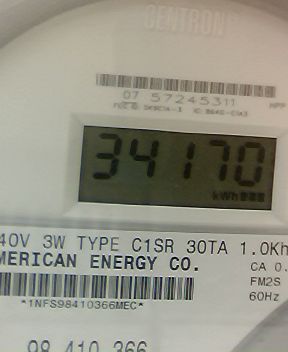 CENTRON
07 57245311
34170
kWh
40V 3W TYPE C1SR 30TA 1.0Kh
MERICAN ENERGY CO.
CA 0.
FM2S
60Hz
*1NFS98410366MEC*
98 410 366